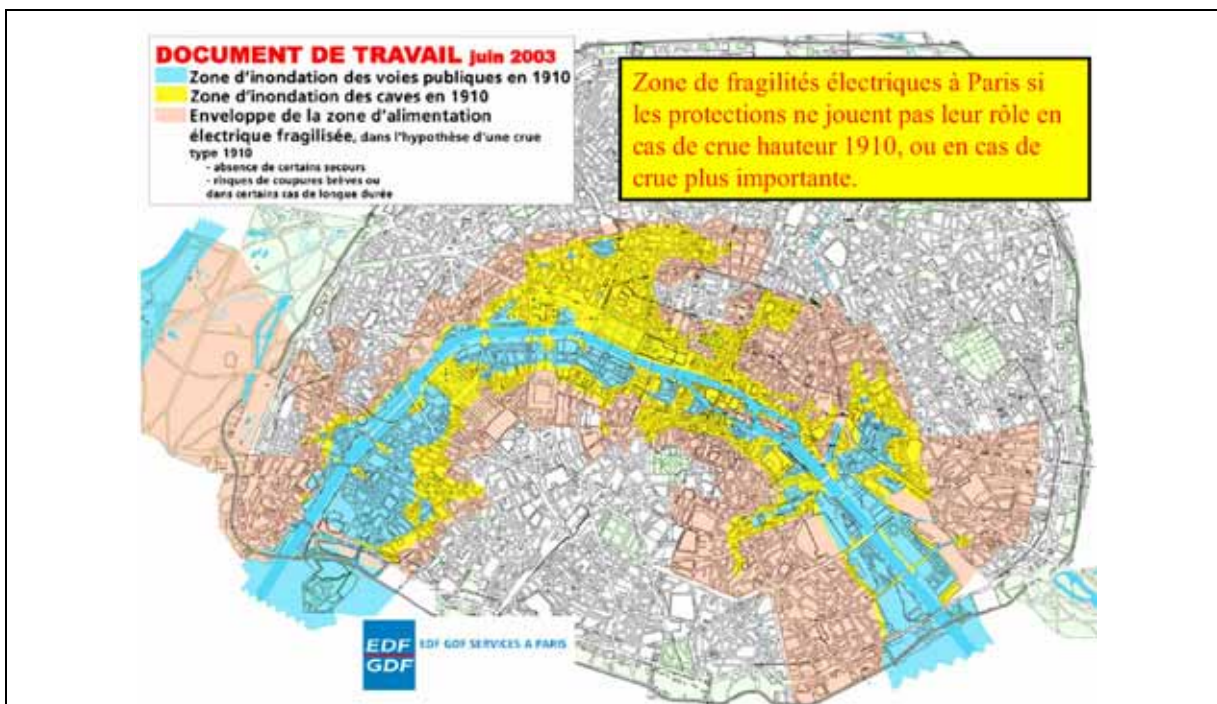 DOCUMENT DE TRAVAIL juin 2003
Zone d'inondation des voies publiques en 1910
Zone d'inondation des caves en 1910
Enveloppe de la zone d'alimentation
électrique fragilisée, dans l'hypothèse d'une crue
type 1910
- absence de certains secours
- risques de coupures brèves ou
dans certains cas de longue durée
Zone de fragilités électriques à Paris si
les protections ne jouent pas leur rôle en
cas de crue hauteur 1910, ou en cas de
crue plus importante.
EDF
GDF
EDF GDF SERVICES A PARIS